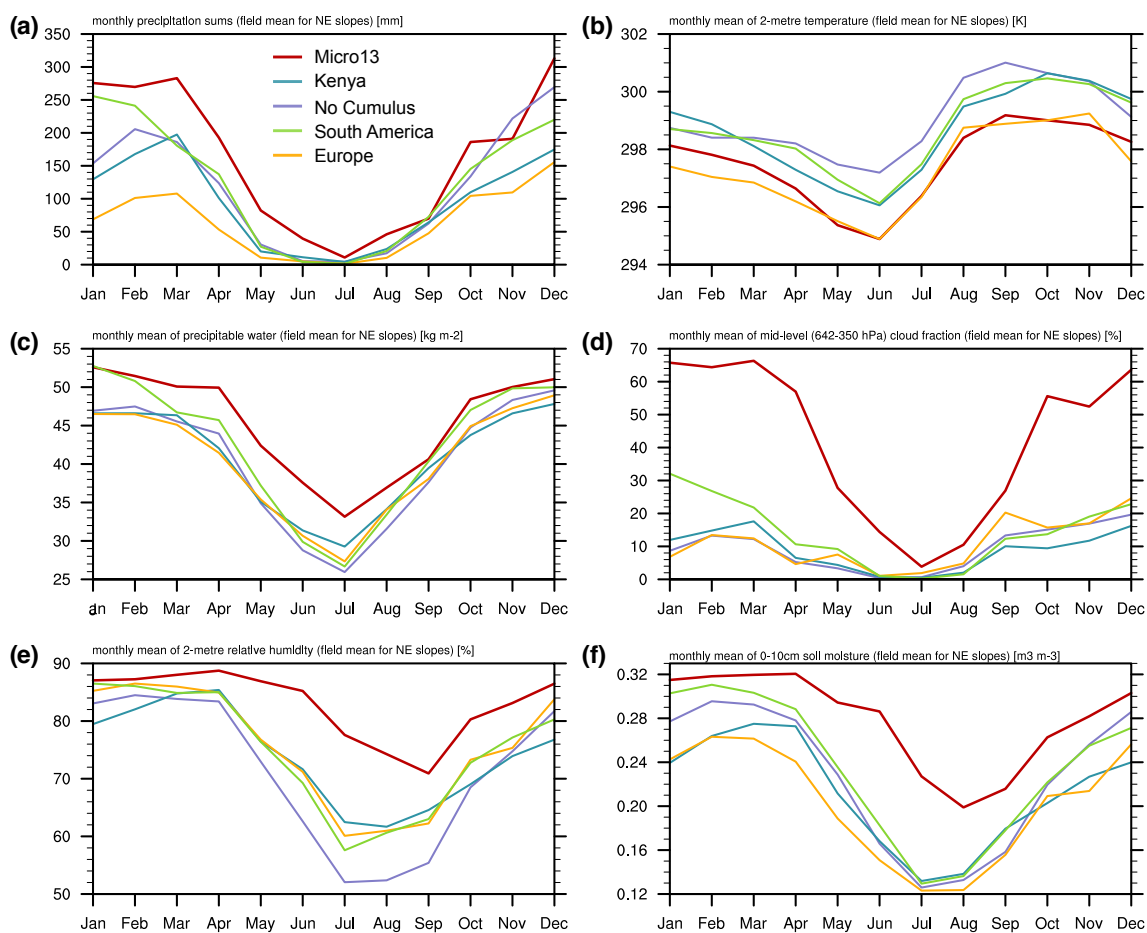 (a) monthly precipitation sums (field mean for NE slopes) [mm]
350
300
250
200
150
100
50
0
Micro13
Kenya
No Cumulus
South America
Europe
Jan Feb Mar Apr May Jun Jul Aug Sep Oct Nov Dec
(b) monthly mean of 2-metre temperature (field mean for NE slopes) [K]
302
300
298
296
294
Jan Feb Mar Apr May Jun Jul Aug Sep Oct Nov Dec
(c) monthly mean of precipitable water (field mean for NE slopes) [kg m-2]
55
50
45
40
35
30
25
Jan Feb Mar Apr May Jun Jul Aug Sep Oct Nov Dec
(d) monthly mean of mid-level (642-350 hPa) cloud fraction (field mean for NE slopes) [%]
70
60
50
40
30
20
10
0
Jan Feb Mar Apr May Jun Jul Aug Sep Oct Nov Dec
(e) monthly mean of 2-metre relative humidity (field mean for NE slopes) [%]
90
80
70
60
50
Jan Feb Mar Apr May Jun Jul Aug Sep Oct Nov Dec
(f) monthly mean of 0-10cm soil moisture (field mean for NE slopes) [m3 m-3]
0.32
0.28
0.24
0.20
0.16
0.12
Jan Feb Mar Apr May Jun Jul Aug Sep Oct Nov Dec